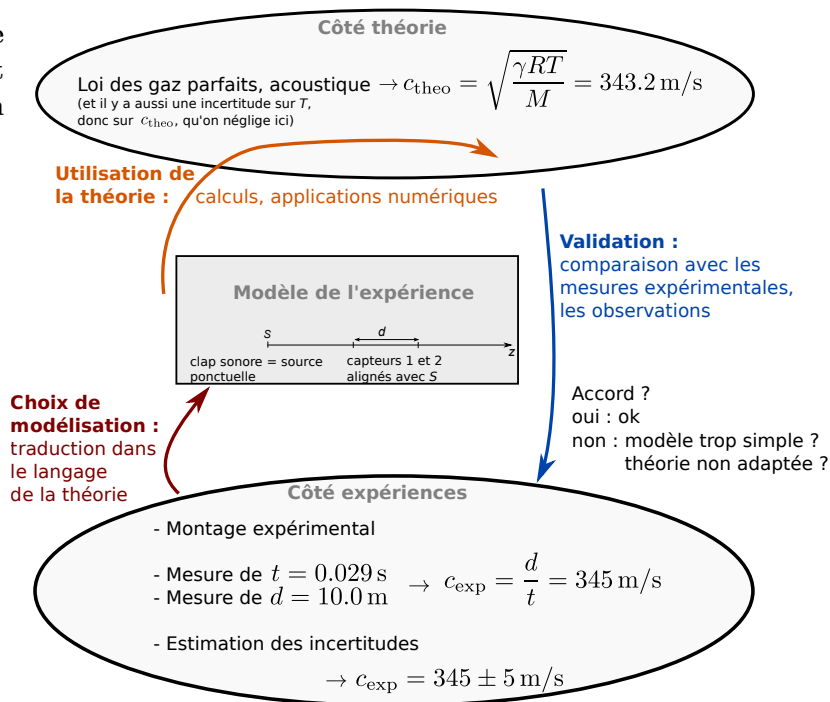 e
t
n
Côté théorie
Loi des gaz parfaits, acoustique → c_theo = √(γRT/M) = 343.2 m/s
(et il y a aussi une incertitude sur T,
donc sur c_theo, qu'on néglige ici)
Utilisation de
la théorie : calculs, applications numériques
Validation :
comparaison avec les
mesures expérimentales,
les observations
Modèle de l'expérience
S d z
clap sonore = source
ponctuelle
capteurs 1 et 2
alignés avec S
Accord ?
oui : ok
non : modèle trop simple ?
théorie non adaptée ?
Choix de
modélisation :
traduction dans
le langage
de la théorie
Côté expériences
- Montage expérimental
- Mesure de t = 0.029 s
- Mesure de d = 10.0 m
→ c_exp = d/t = 345 m/s
- Estimation des incertitudes
→ c_exp = 345 ± 5 m/s